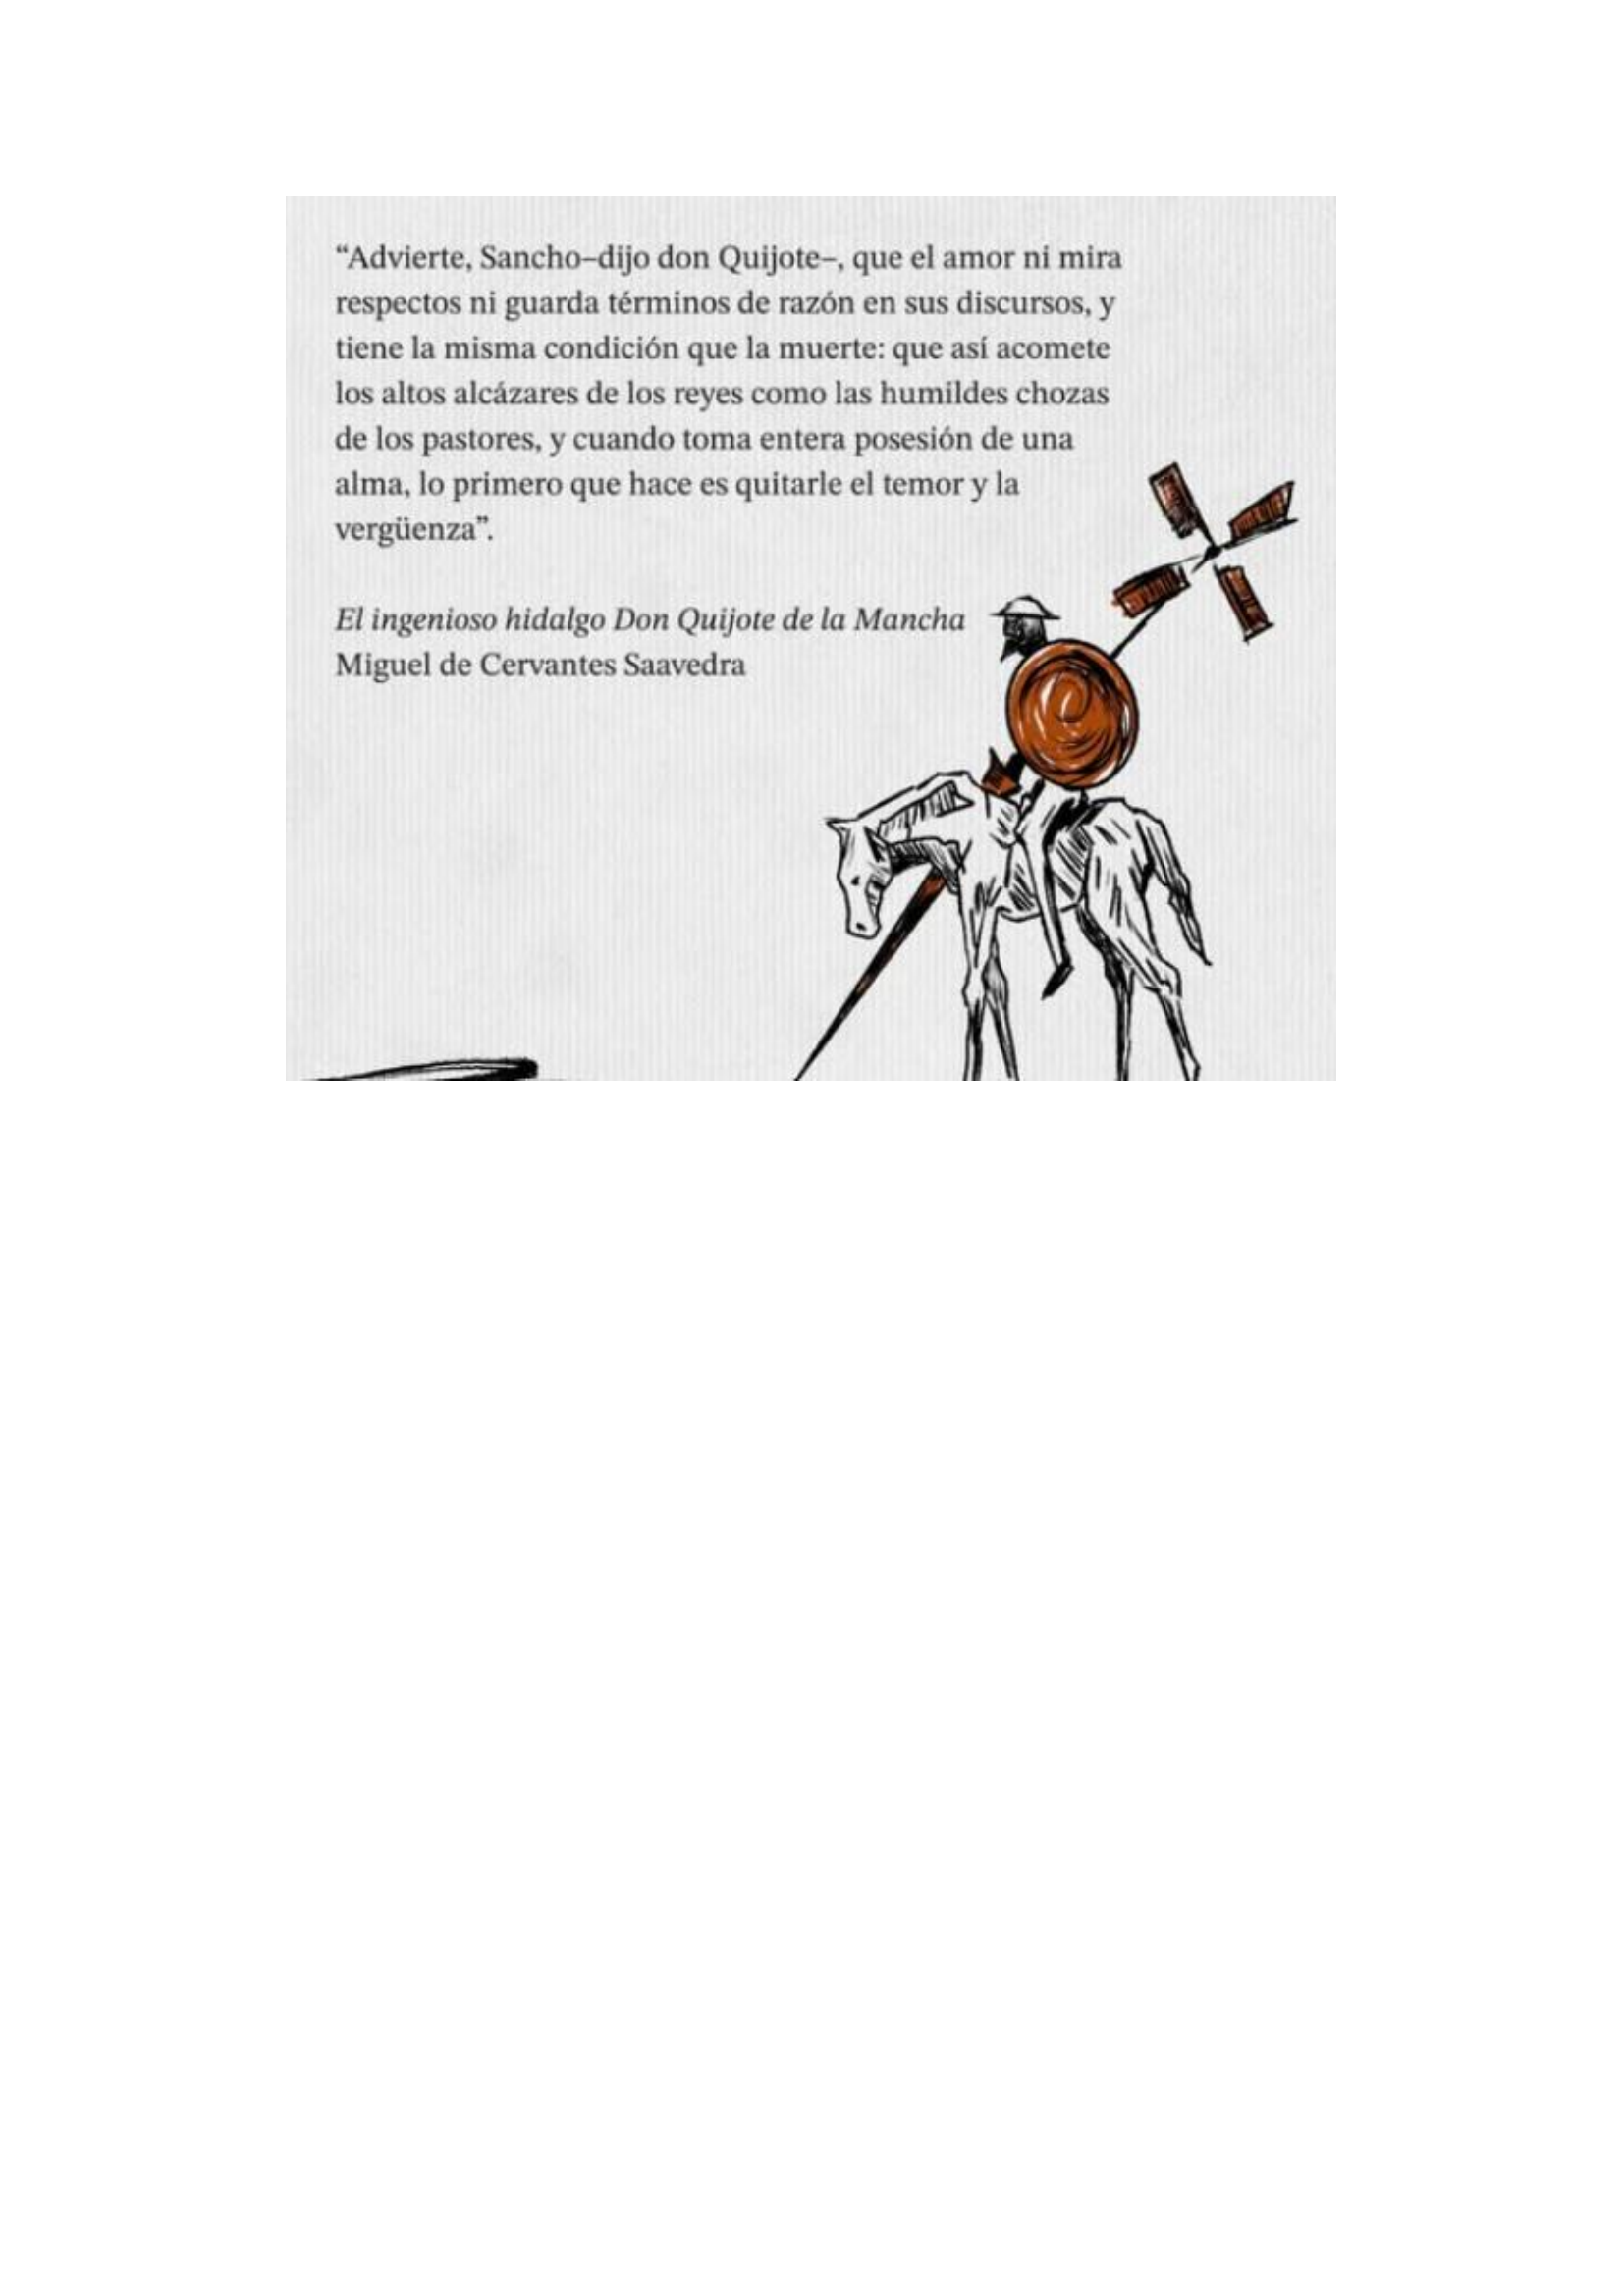 “Advierte, Sancho–dijo don Quijote–, que el amor ni mira
respectos ni guarda términos de razón en sus discursos, y
tiene la misma condición que la muerte: que así acomete
los altos alcázares de los reyes como las humildes chozas
de los pastores, y cuando toma entera posesión de una
alma, lo primero que hace es quitarle el temor y la
vergüenza”.
El ingenioso hidalgo Don Quijote de la Mancha
Miguel de Cervantes Saavedra